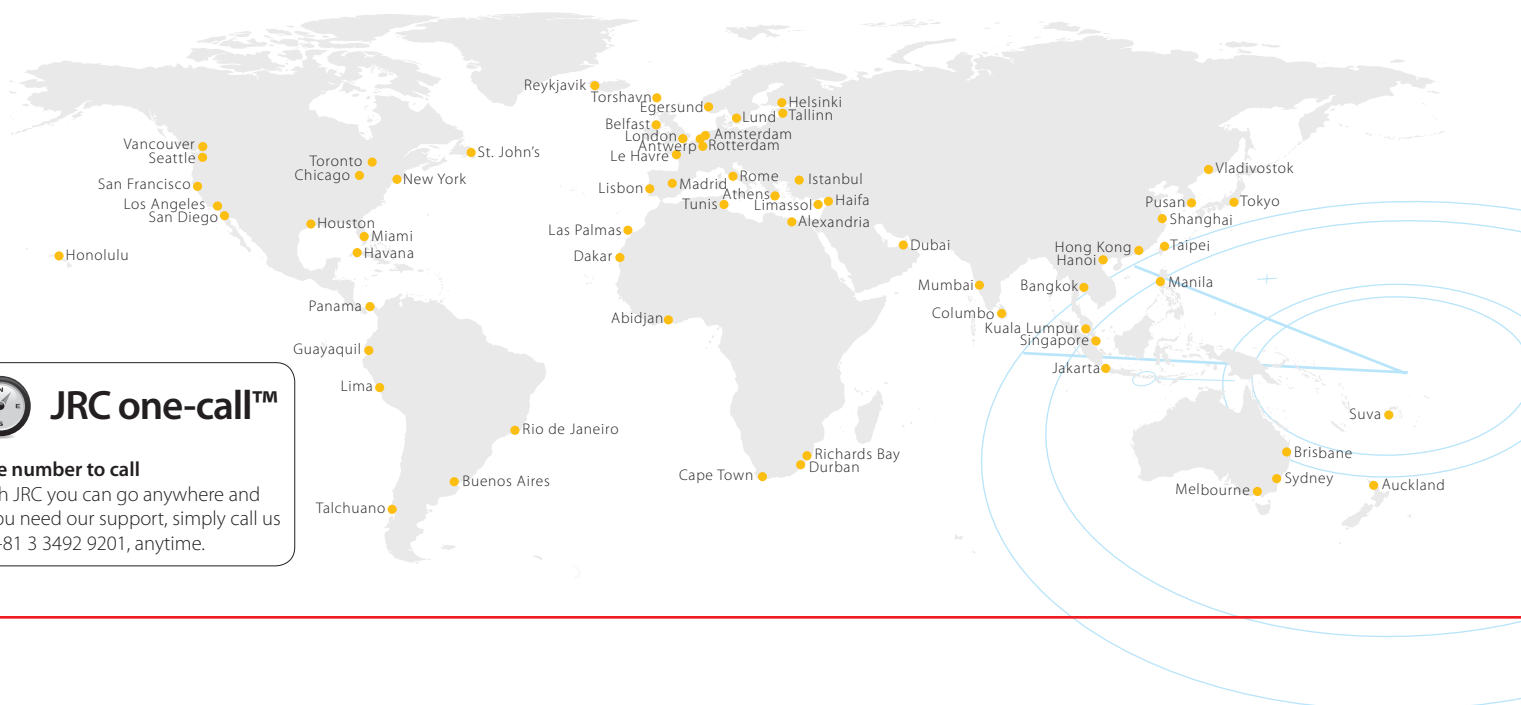 Reykjavik
Torshavn
Egersund
Helsinki
Tallinn
Lund
Belfast
London
Amsterdam
Antwerp
Rotterdam
Le Havre
Vancouver
Seattle
St. John's
Toronto
Chicago
New York
San Francisco
Los Angeles
San Diego
Houston
Miami
Havana
Honolulu
Lisbon
Madrid
Rome
Istanbul
Athens
Tunis
Limassol
Haifa
Alexandria
Las Palmas
Dakar
Dubai
Vladivostok
Pusan
Tokyo
Shanghai
Hong Kong
Taipei
Hanoi
Mumbai
Bangkok
Manila
Columbo
Kuala Lumpur
Singapore
Jakarta
Panama
Abidjan
Guayaquil
Lima
Rio de Janeiro
Buenos Aires
Talchuano
Cape Town
Richards Bay
Durban
Suva
Brisbane
Sydney
Melbourne
Auckland
N
E
S
JRC one-call™
number to call
JRC you can go anywhere and
need our support, simply call us
81 3 3492 9201, anytime.